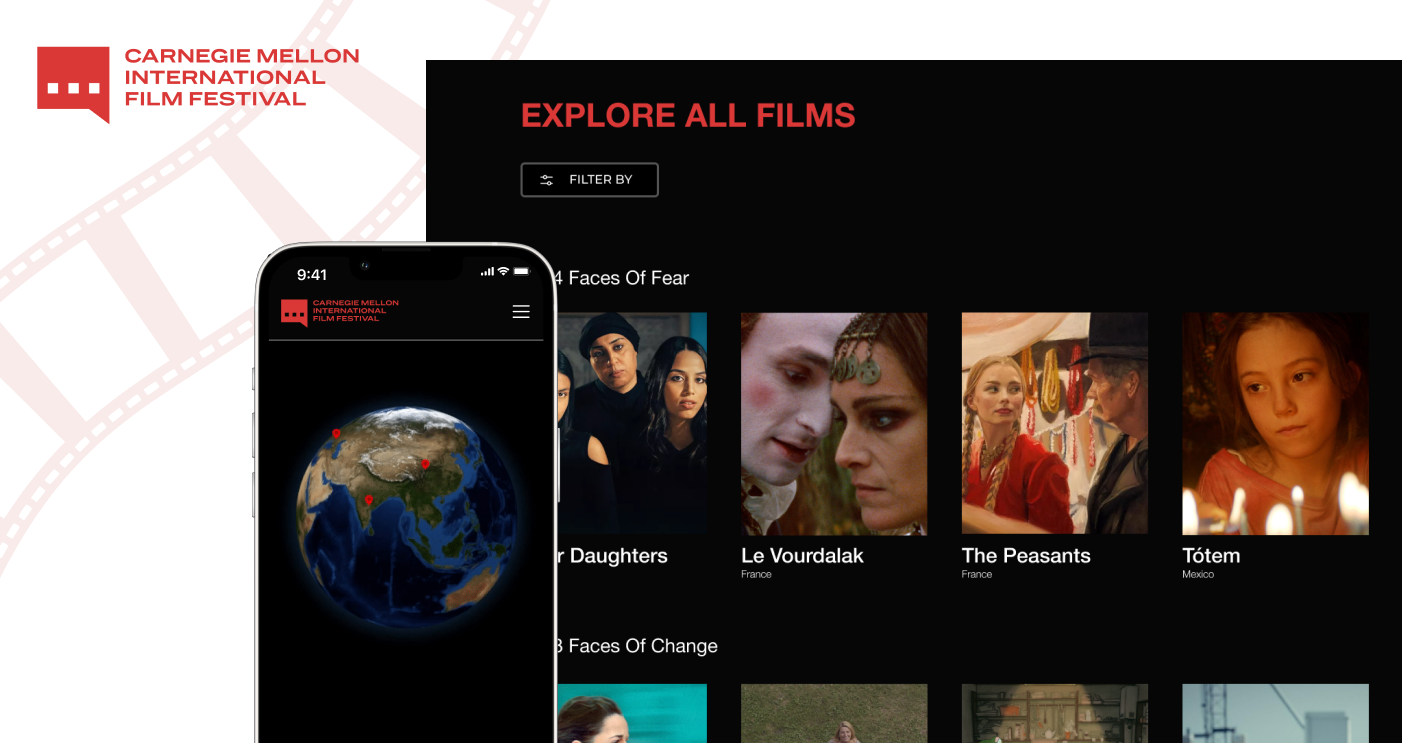 CARNEGIE MELLON
INTERNATIONAL
FILM FESTIVAL
EXPLORE ALL FILMS
FILTER BY
4 Faces Of Fear
9:41
CARNEGIE MELLON
INTERNATIONAL
FILM FESTIVAL
Daughters
Le Vourdalak
The Peasants
Tótem
France
France
Mexico
Faces Of Change